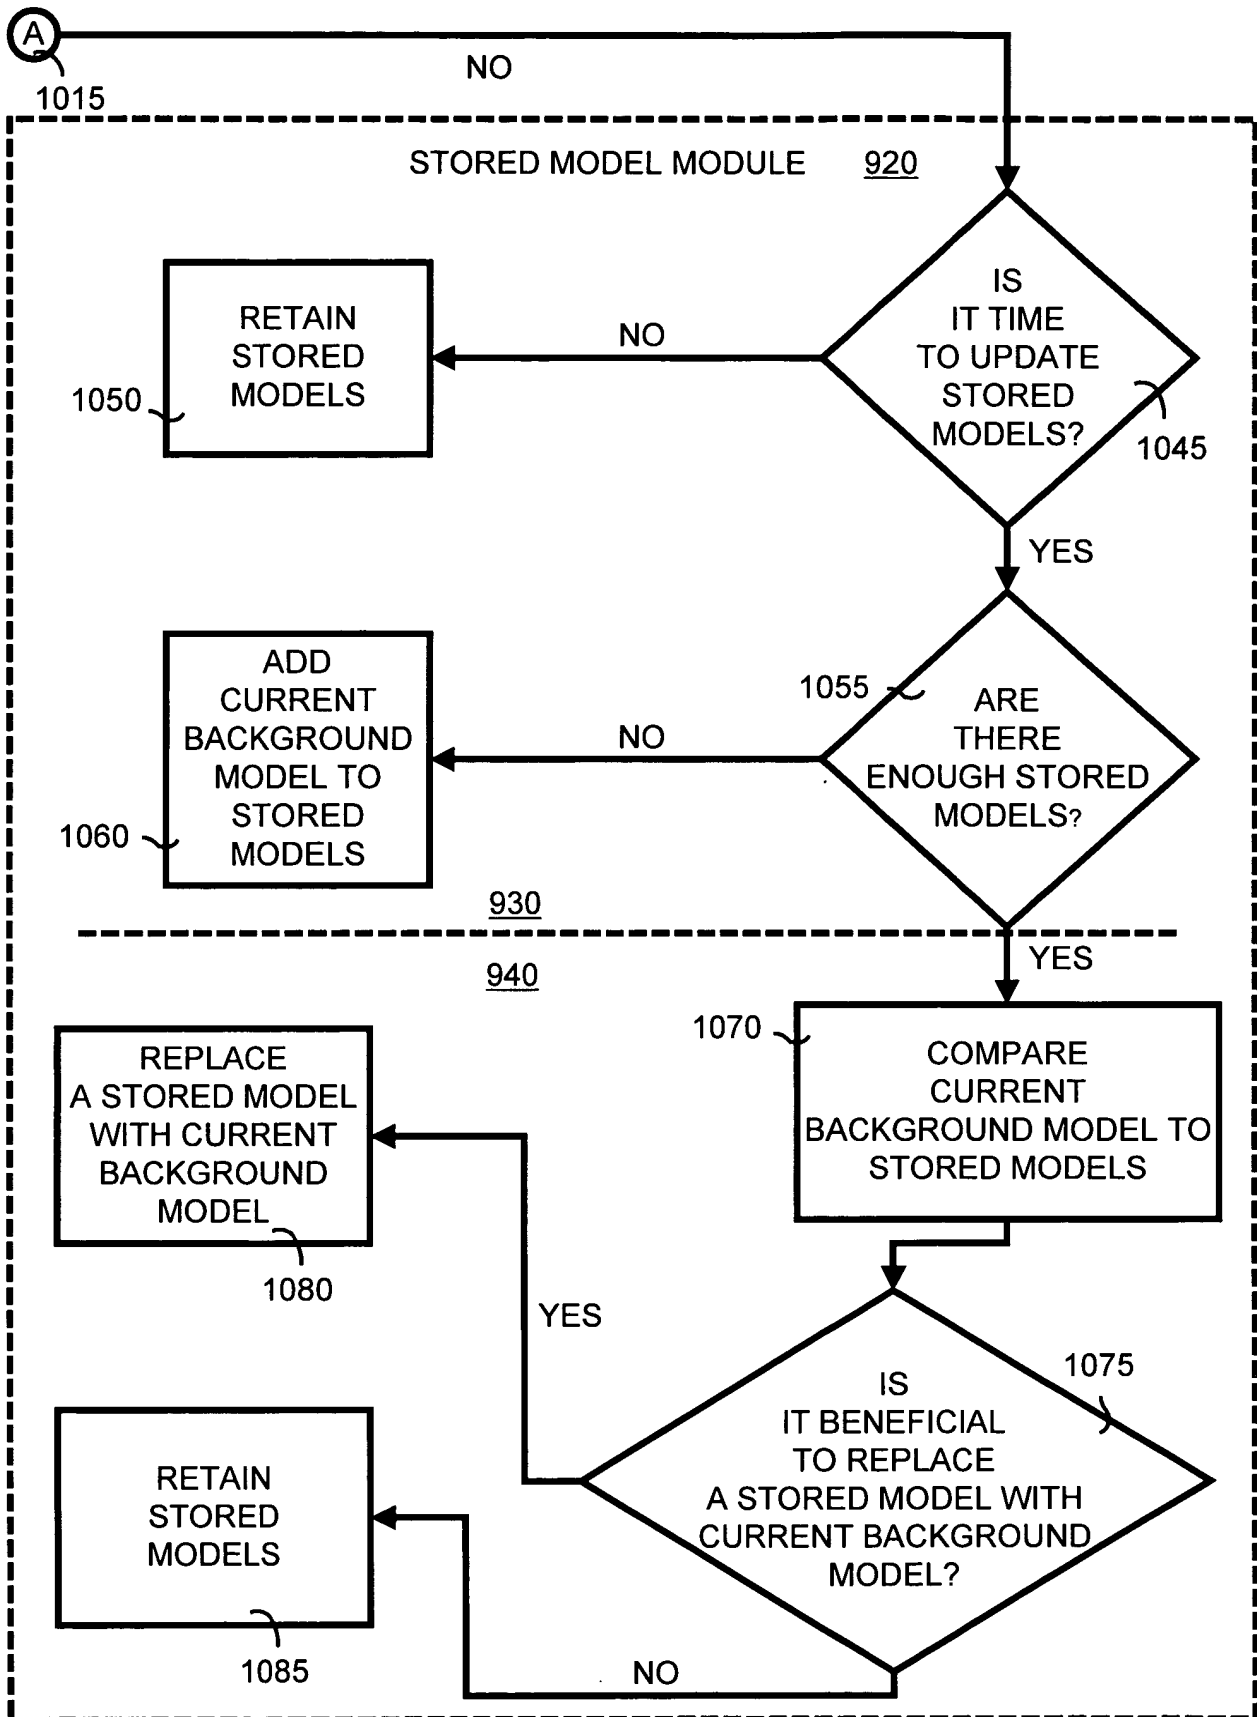 A
NO
1015
STORED MODEL MODULE 920
IS
IT TIME
TO UPDATE
STORED
MODELS?
1045
NO
RETAIN
STORED
MODELS
1050
YES
1055
ARE
THERE
ENOUGH STORED
MODELS?
NO
ADD
CURRENT
BACKGROUND
MODEL TO
STORED
MODELS
1060
930
940
YES
1070
COMPARE
CURRENT
BACKGROUND MODEL TO
STORED MODELS
REPLACE
A STORED MODEL
WITH CURRENT
BACKGROUND
MODEL
1080
YES
1075
IS
IT BENEFICIAL
TO REPLACE
A STORED MODEL WITH
CURRENT BACKGROUND
MODEL?
RETAIN
STORED
MODELS
1085
NO